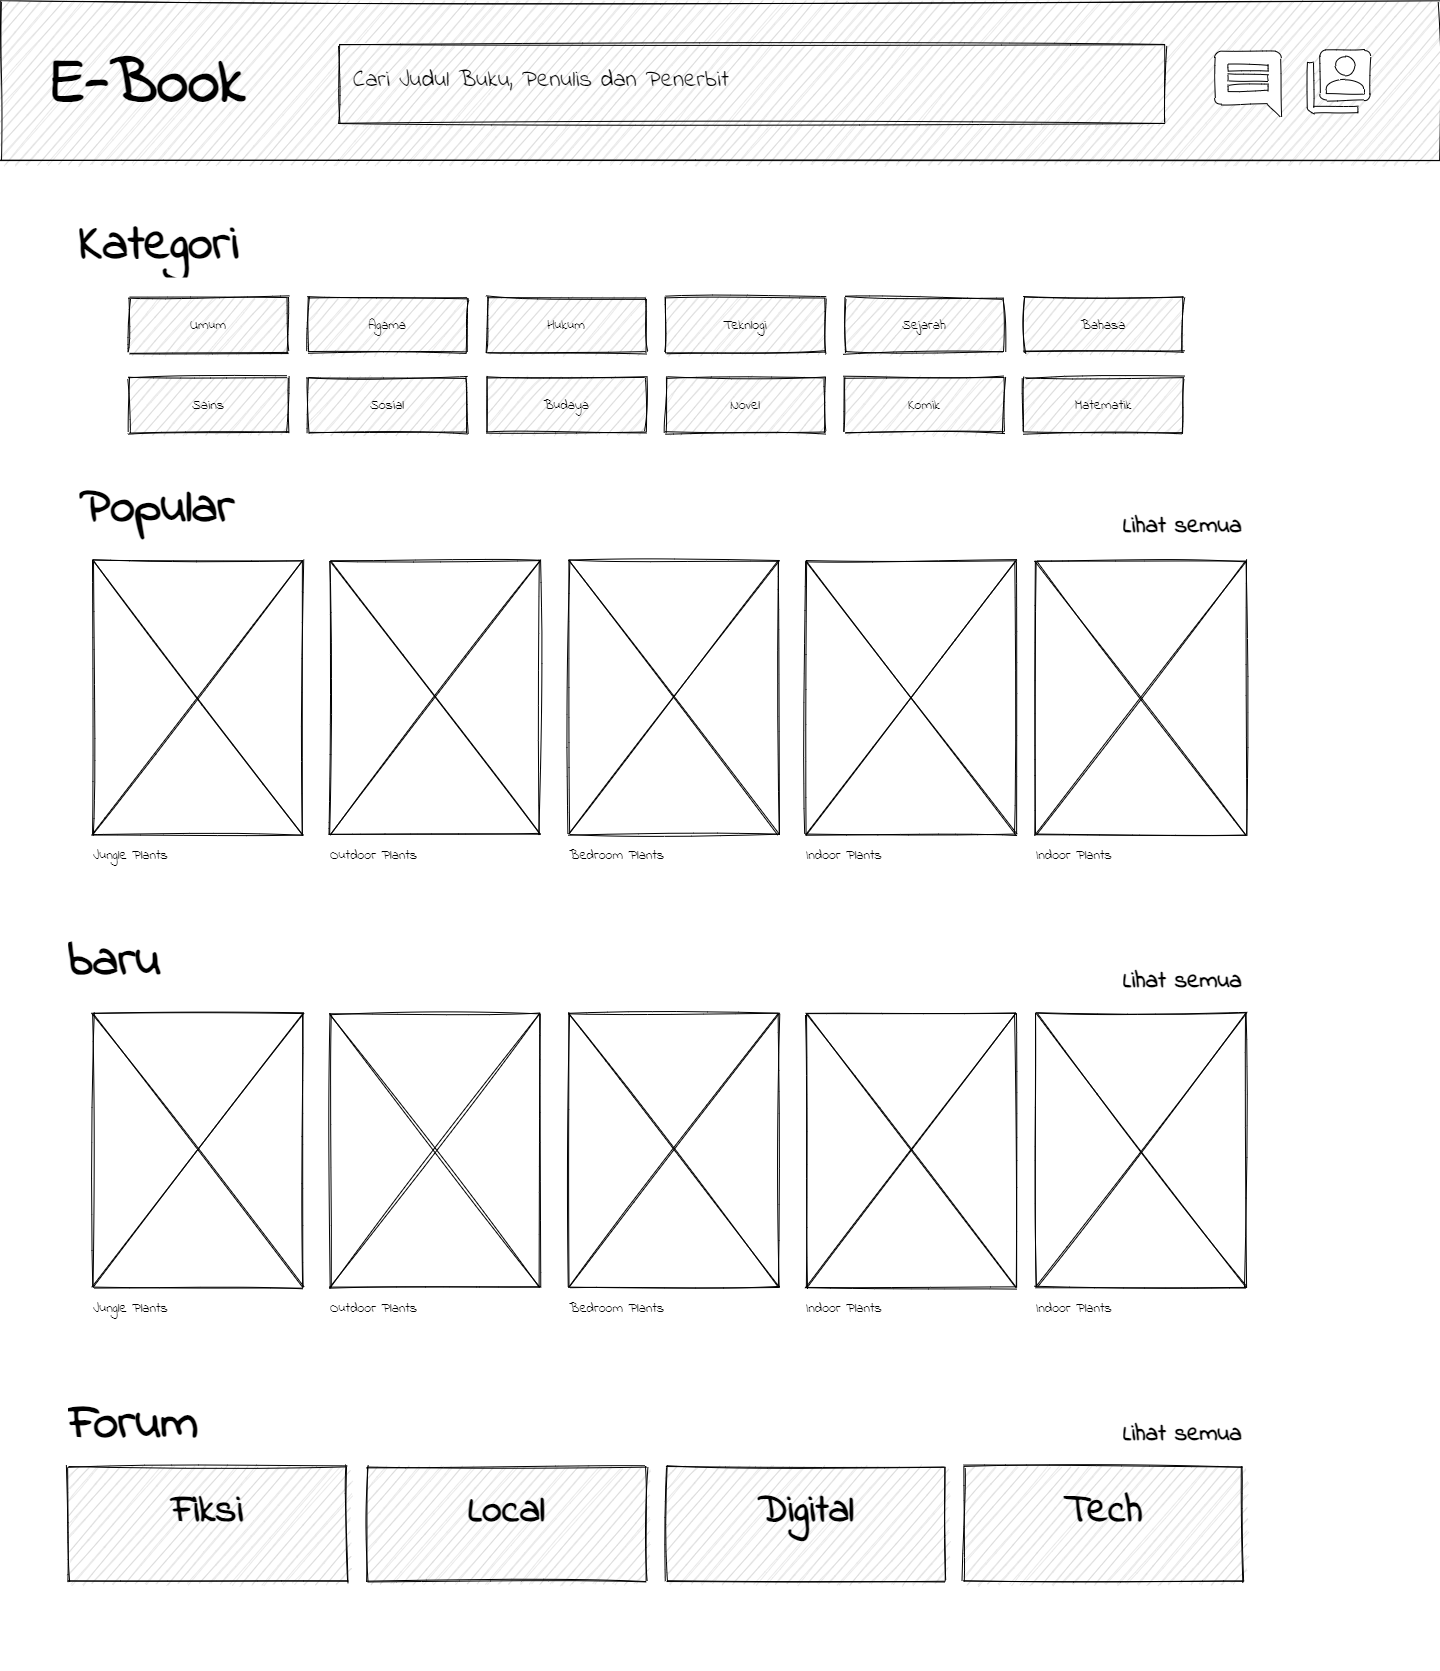 E-Book
Cari Judul Buku, Penulis dan Penerbit
Kategori
Umum Agama Hukum Teknlogi Sejarah Bahasa
Sains Sosial Budaya Novel Komik Matematik
Popular
Lihat semua
Jungle Plants Outdoor Plants Bedroom Plants Indoor Plants Indoor Plants
baru
Lihat semua
Jungle Plants Outdoor Plants Bedroom Plants Indoor Plants Indoor Plants
Forum
Lihat semua
Fiksi Local Digital Tech